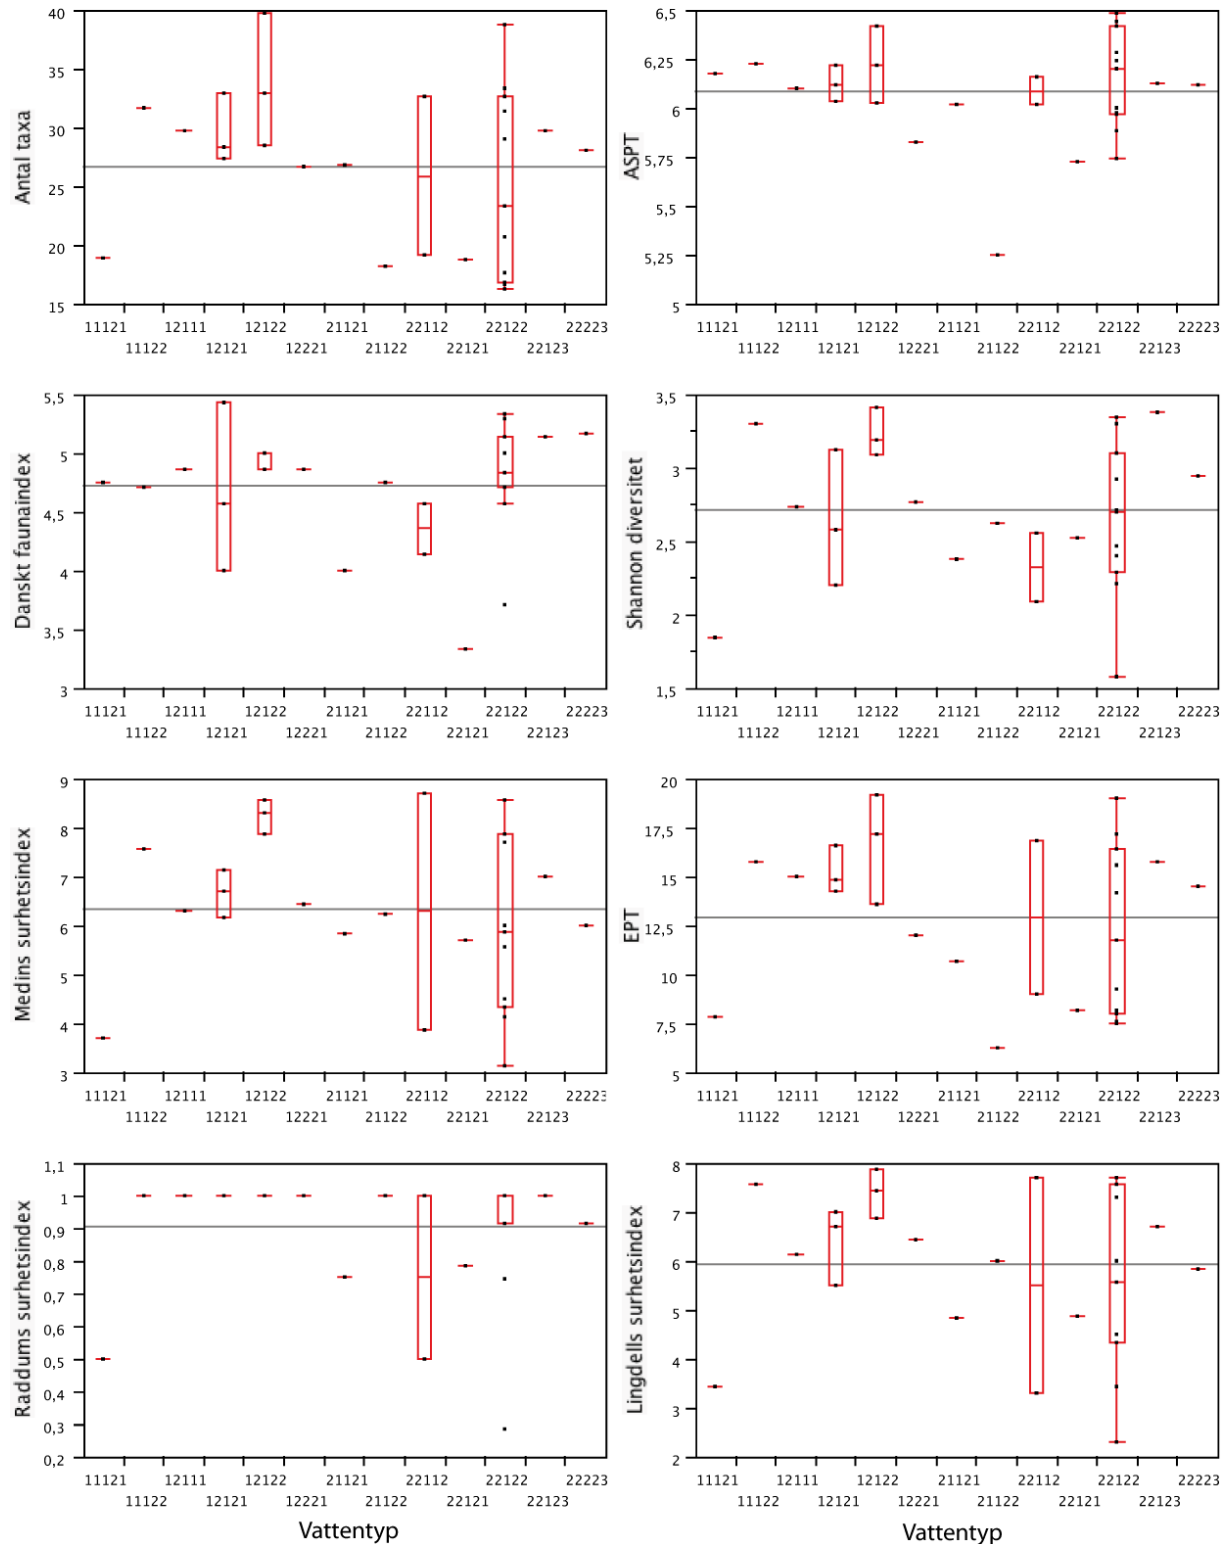 Antal taxa
40
35
30
25
20
15
11121 12111 12122 21121 22112 22122 22223
11122 12121 12221 21122 22121 22123
ASPT
6,5
6,25
6
5,75
5,5
5,25
5
11121 12111 12122 21121 22112 22122 22223
11122 12121 12221 21122 22121 22123
Danskt faunaindex
5,5
5
4,5
4
3,5
3
11121 12111 12122 21121 22112 22122 22223
11122 12121 12221 21122 22121 22123
Shannon diversitet
3,5
3
2,5
2
1,5
11121 12111 12122 21121 22112 22122 22223
11122 12121 12221 21122 22121 22123
Medins surhetsindex
9
8
7
6
5
4
3
11121 12111 12122 21121 22112 22122 22223
11122 12121 12221 21122 22121 22123
EPT
20
17,5
15
12,5
10
7,5
5
11121 12111 12122 21121 22112 22122 22223
11122 12121 12221 21122 22121 22123
Raddums surhetsindex
1,1
1
0,9
0,8
0,7
0,6
0,5
0,4
0,3
0,2
11121 12111 12122 21121 22112 22122 22223
11122 12121 12221 21122 22121 22123
Vattentyp
Lingdells surhetsindex
8
7
6
5
4
3
2
11121 12111 12122 21121 22112 22122 22223
11122 12121 12221 21122 22121 22123
Vattentyp